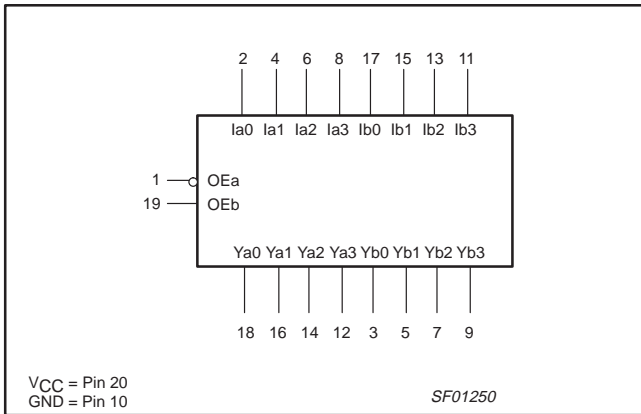 2 4 6 8 17 15 13 11
Ia0 Ia1 Ia2 Ia3 Ib0 Ib1 Ib2 Ib3
1 OEa
19 OEb
Ya0 Ya1 Ya2 Ya3 Yb0 Yb1 Yb2 Yb3
18 16 14 12 3 5 7 9
VCC = Pin 20
GND = Pin 10
SF01250